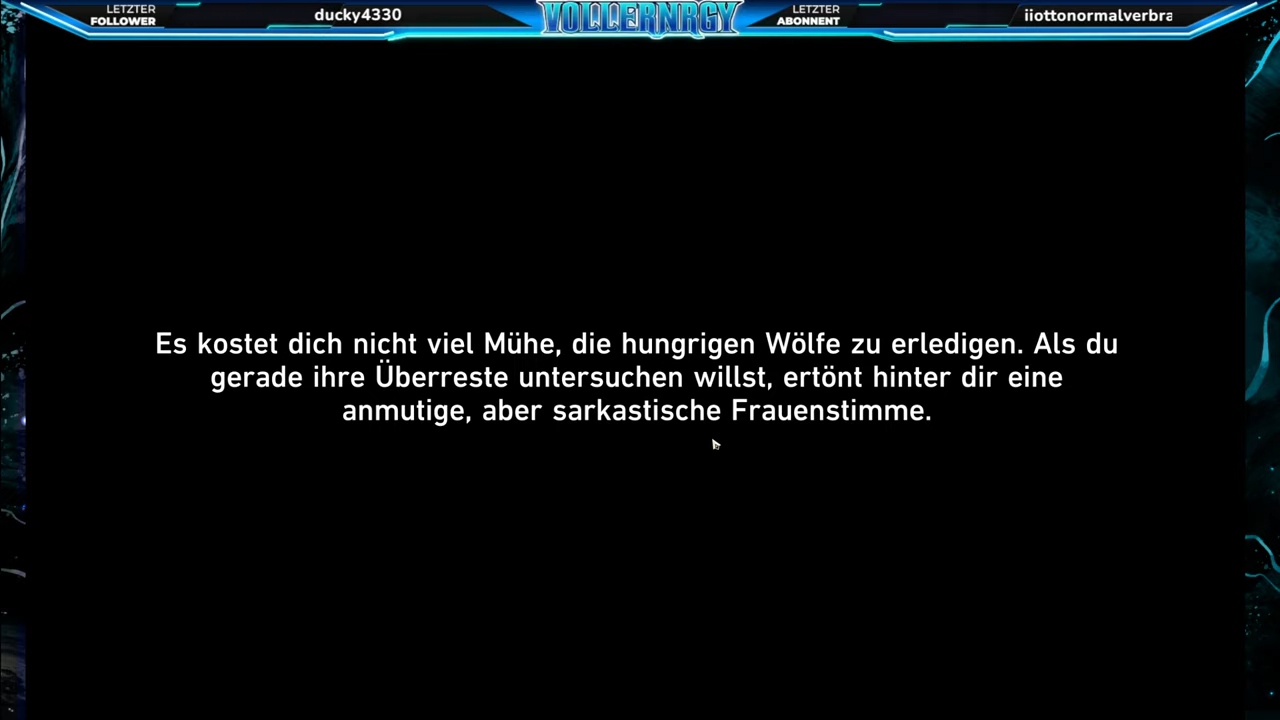 LETZTER
FOLLOWER
ducky4330
VOLLERNRGY
LETZTER
ABONNENT
iiottonormalverbra
Es kostet dich nicht viel Mühe, die hungrigen Wölfe zu erledigen. Als du
gerade ihre Überreste untersuchen willst, ertönt hinter dir eine
anmutige, aber sarkastische Frauenstimme.